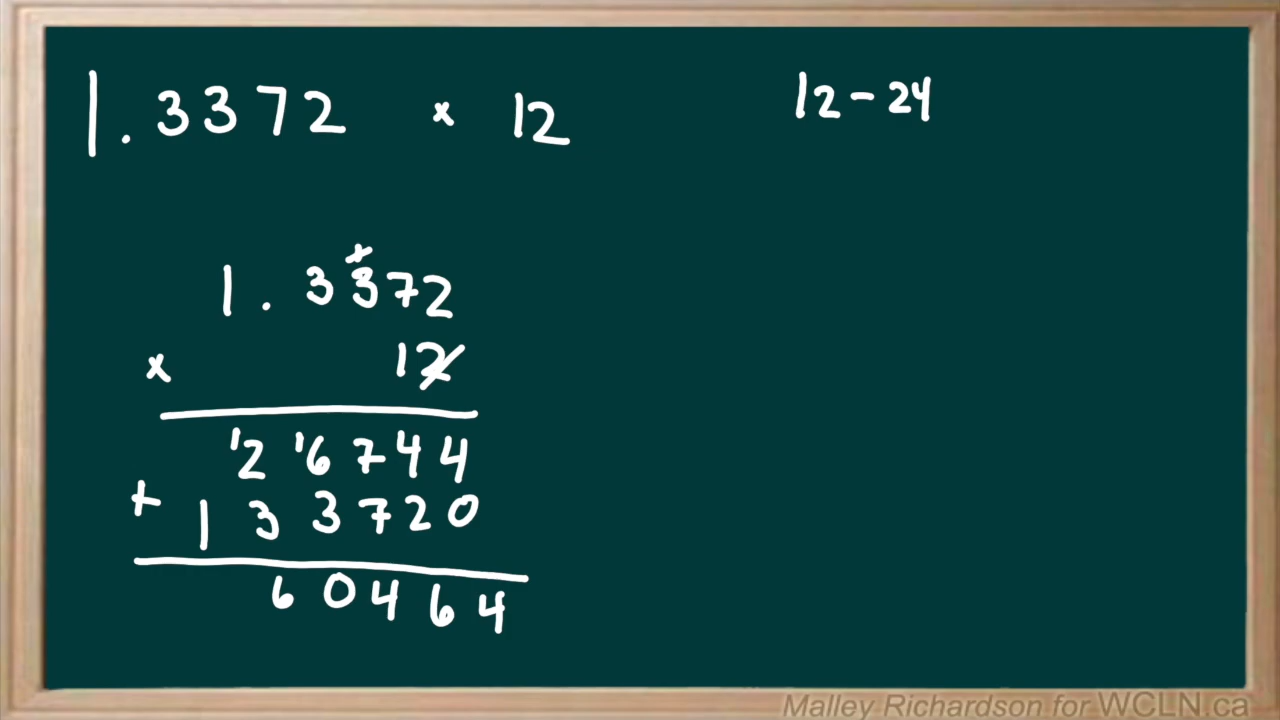 1.3372 x 12
12-24
1.3372
x 12
26744
+ 133720
60464
Malley Richardson for WCLN.ca